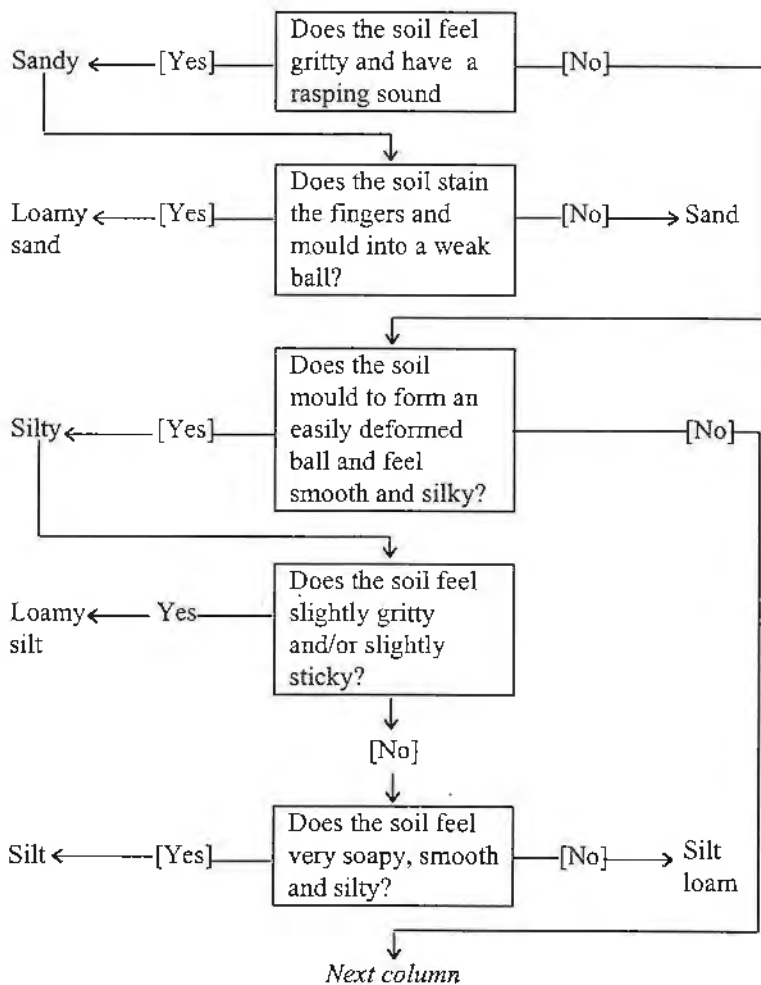 Does the soil feel
gritty and have a
rasping sound
Sandy
[Yes]
[No]
Does the soil stain
the fingers and
mould into a weak
ball?
Loamy
sand
[Yes]
[No]
Sand
Does the soil
mould to form an
easily deformed
ball and feel
smooth and silky?
Silty
[Yes]
[No]
Does the soil feel
slightly gritty
and/or slightly
sticky?
Loamy
silt
Yes
[No]
Does the soil feel
very soapy, smooth
and silty?
Silt
[Yes]
[No]
Silt
loam
Next column